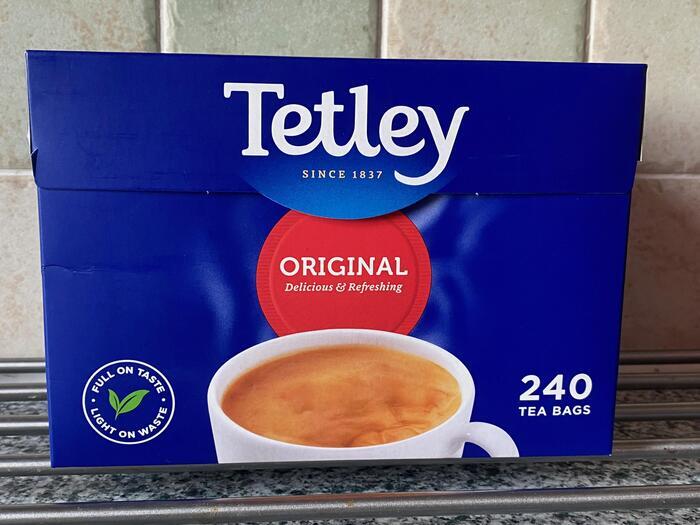 Tetley
SINCE 1837
ORIGINAL
Delicious & Refreshing
FULL ON TASTE
LIGHT ON WASTE
240
TEA BAGS